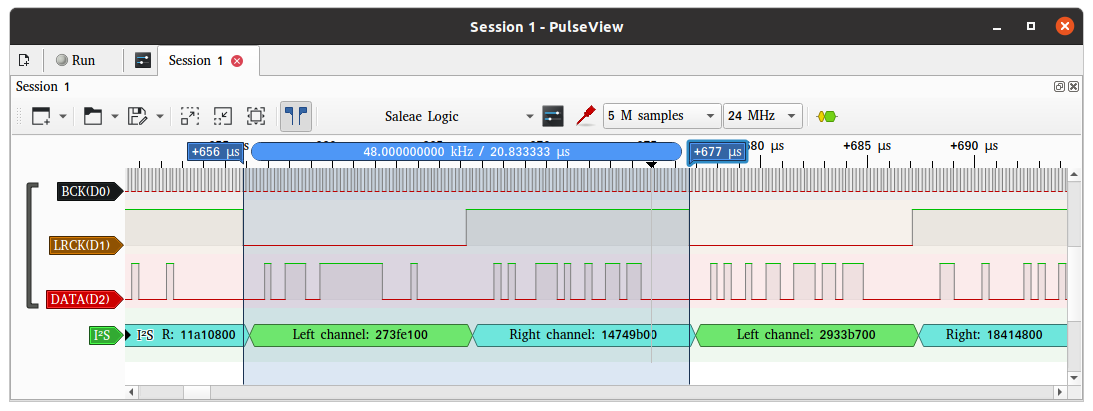 Session 1 - PulseView
Run
Session 1
Session 1
Saleae Logic
5 M samples
24 MHz
+656 µs
48.000000000 kHz / 20.833333 µs
+677 µs
+685 µs
+690 µs
BCK(D0)
LRCK(D1)
DATA(D2)
I²S
I²S R: 11a10800
Left channel: 273fe100
Right channel: 14749b00
Left channel: 2933b700
Right: 18414800